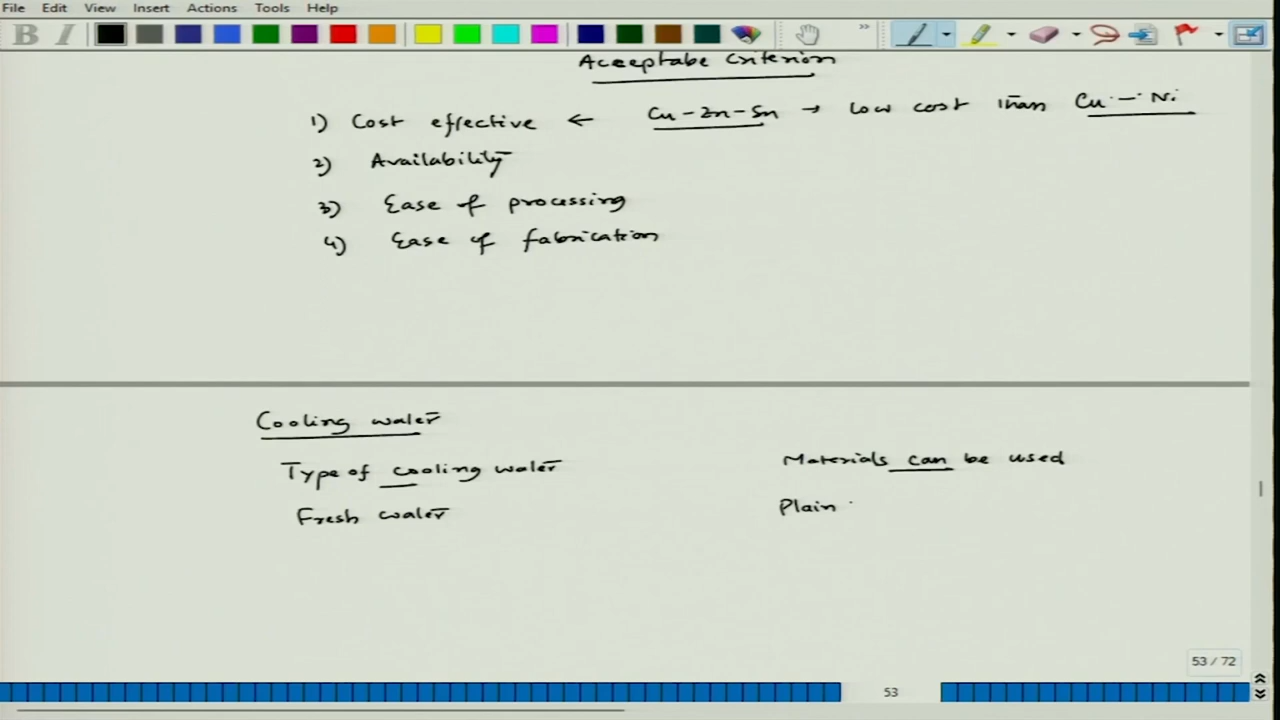 File Edit View Insert Actions Tools Help
B I
Acceptabe Criterion
1) Cost effective ← Cu-Zn-Sn → Low cost than Cu-Ni
2) Availability
3) Ease of processing
4) Ease of fabrication
Cooling water
Type of cooling water Materials can be used
Fresh water Plain
53 / 72
53